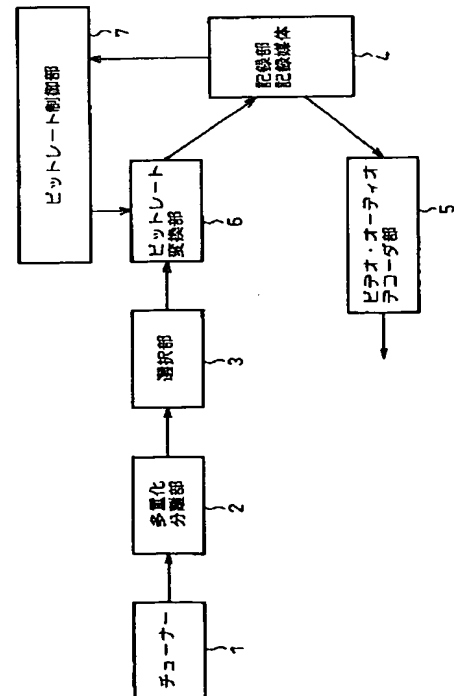 チューナー
1
多重化
分離部
2
選択部
3
ビットレート
変換部
6
ビットレート制御部
7
記録部
記録媒体
4
ビデオ・オーディオ
デコーダ部
5